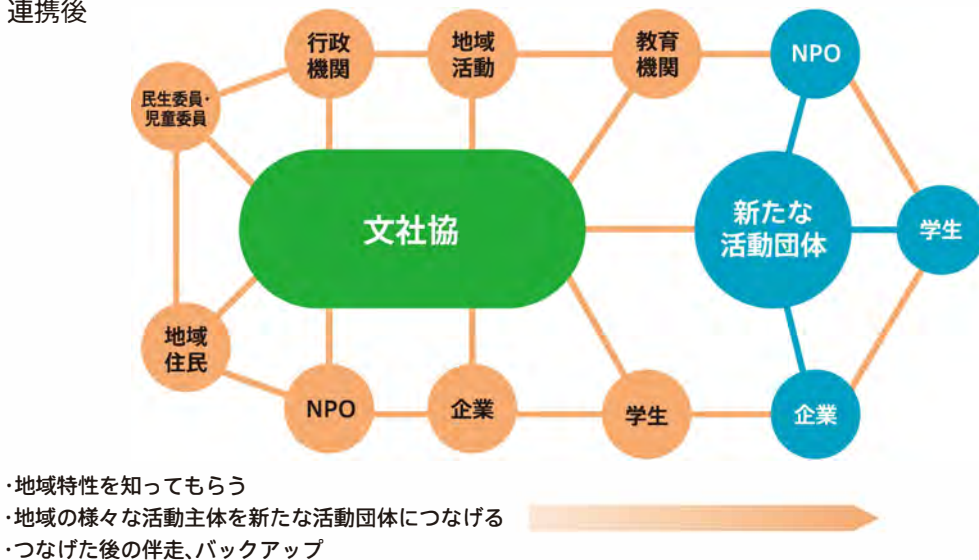 連携後
行政
機関
地域
活動
教育
機関
NPO
民生委員・
児童委員
文社協
新たな
活動団体
学生
地域
住民
NPO
企業
学生
企業
・地域特性を知ってもらう
・地域の様々な活動主体を新たな活動団体につなげる
・つなげた後の伴走、バックアップ